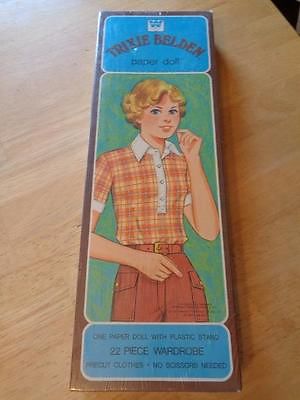 TRIXIE BELDEN
paper doll
ONE PAPER DOLL WITH PLASTIC STAND
22 PIECE WARDROBE
PRECUT CLOTHES • NO SCISSORS NEEDED